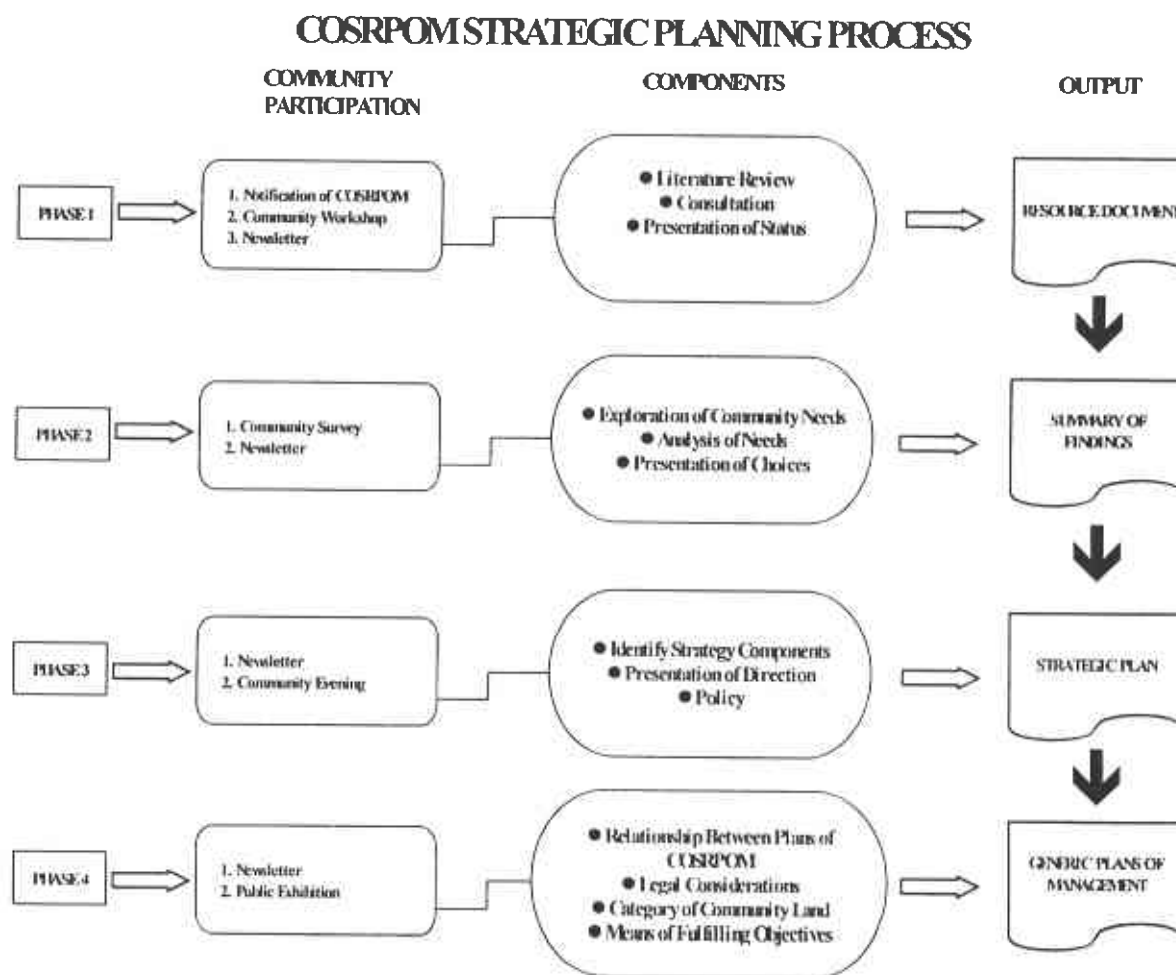 COSRPOM STRATEGIC PLANNING PROCESS
COMMUNITY
PARTICIPATION
COMPONENTS
OUTPUT
PHASE 1
1. Notification of COSRPOM
2. Community Workshop
3. Newsletter
● Literature Review
● Consultation
● Presentation of Status
RESOURCE DOCUMENT
PHASE 2
1. Community Survey
2. Newsletter
● Exploration of Community Needs
● Analysis of Needs
● Presentation of Choices
SUMMARY OF
FINDINGS
PHASE 3
1. Newsletter
2. Community Evening
● Identify Strategy Components
● Presentation of Direction
● Policy
STRATEGIC PLAN
PHASE 4
1. Newsletter
2. Public Exhibition
● Relationship Between Plans of
COSRPOM
● Legal Considerations
● Category of Community Land
● Means of Fulfilling Objectives
GENERIC PLANS OF
MANAGEMENT